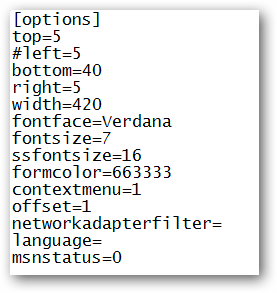 [options]
top=5
#left=5
bottom=40
right=5
width=420
fontface=Verdana
fontsize=7
ssfontsize=16
formcolor=663333
contextmenu=1
offset=1
networkadapterfilter=
language=
msnstatus=0